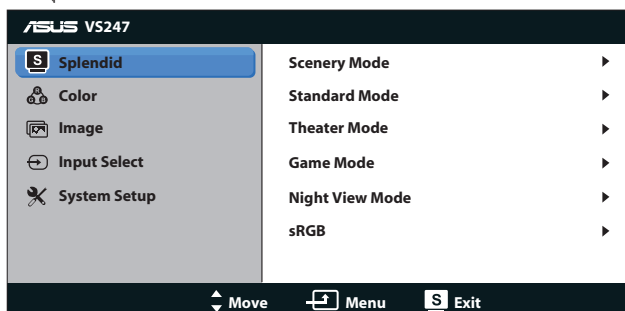 ASUS VS247
S Splendid
Color
Image
Input Select
System Setup
Scenery Mode
Standard Mode
Theater Mode
Game Mode
Night View Mode
sRGB
Move Menu S Exit